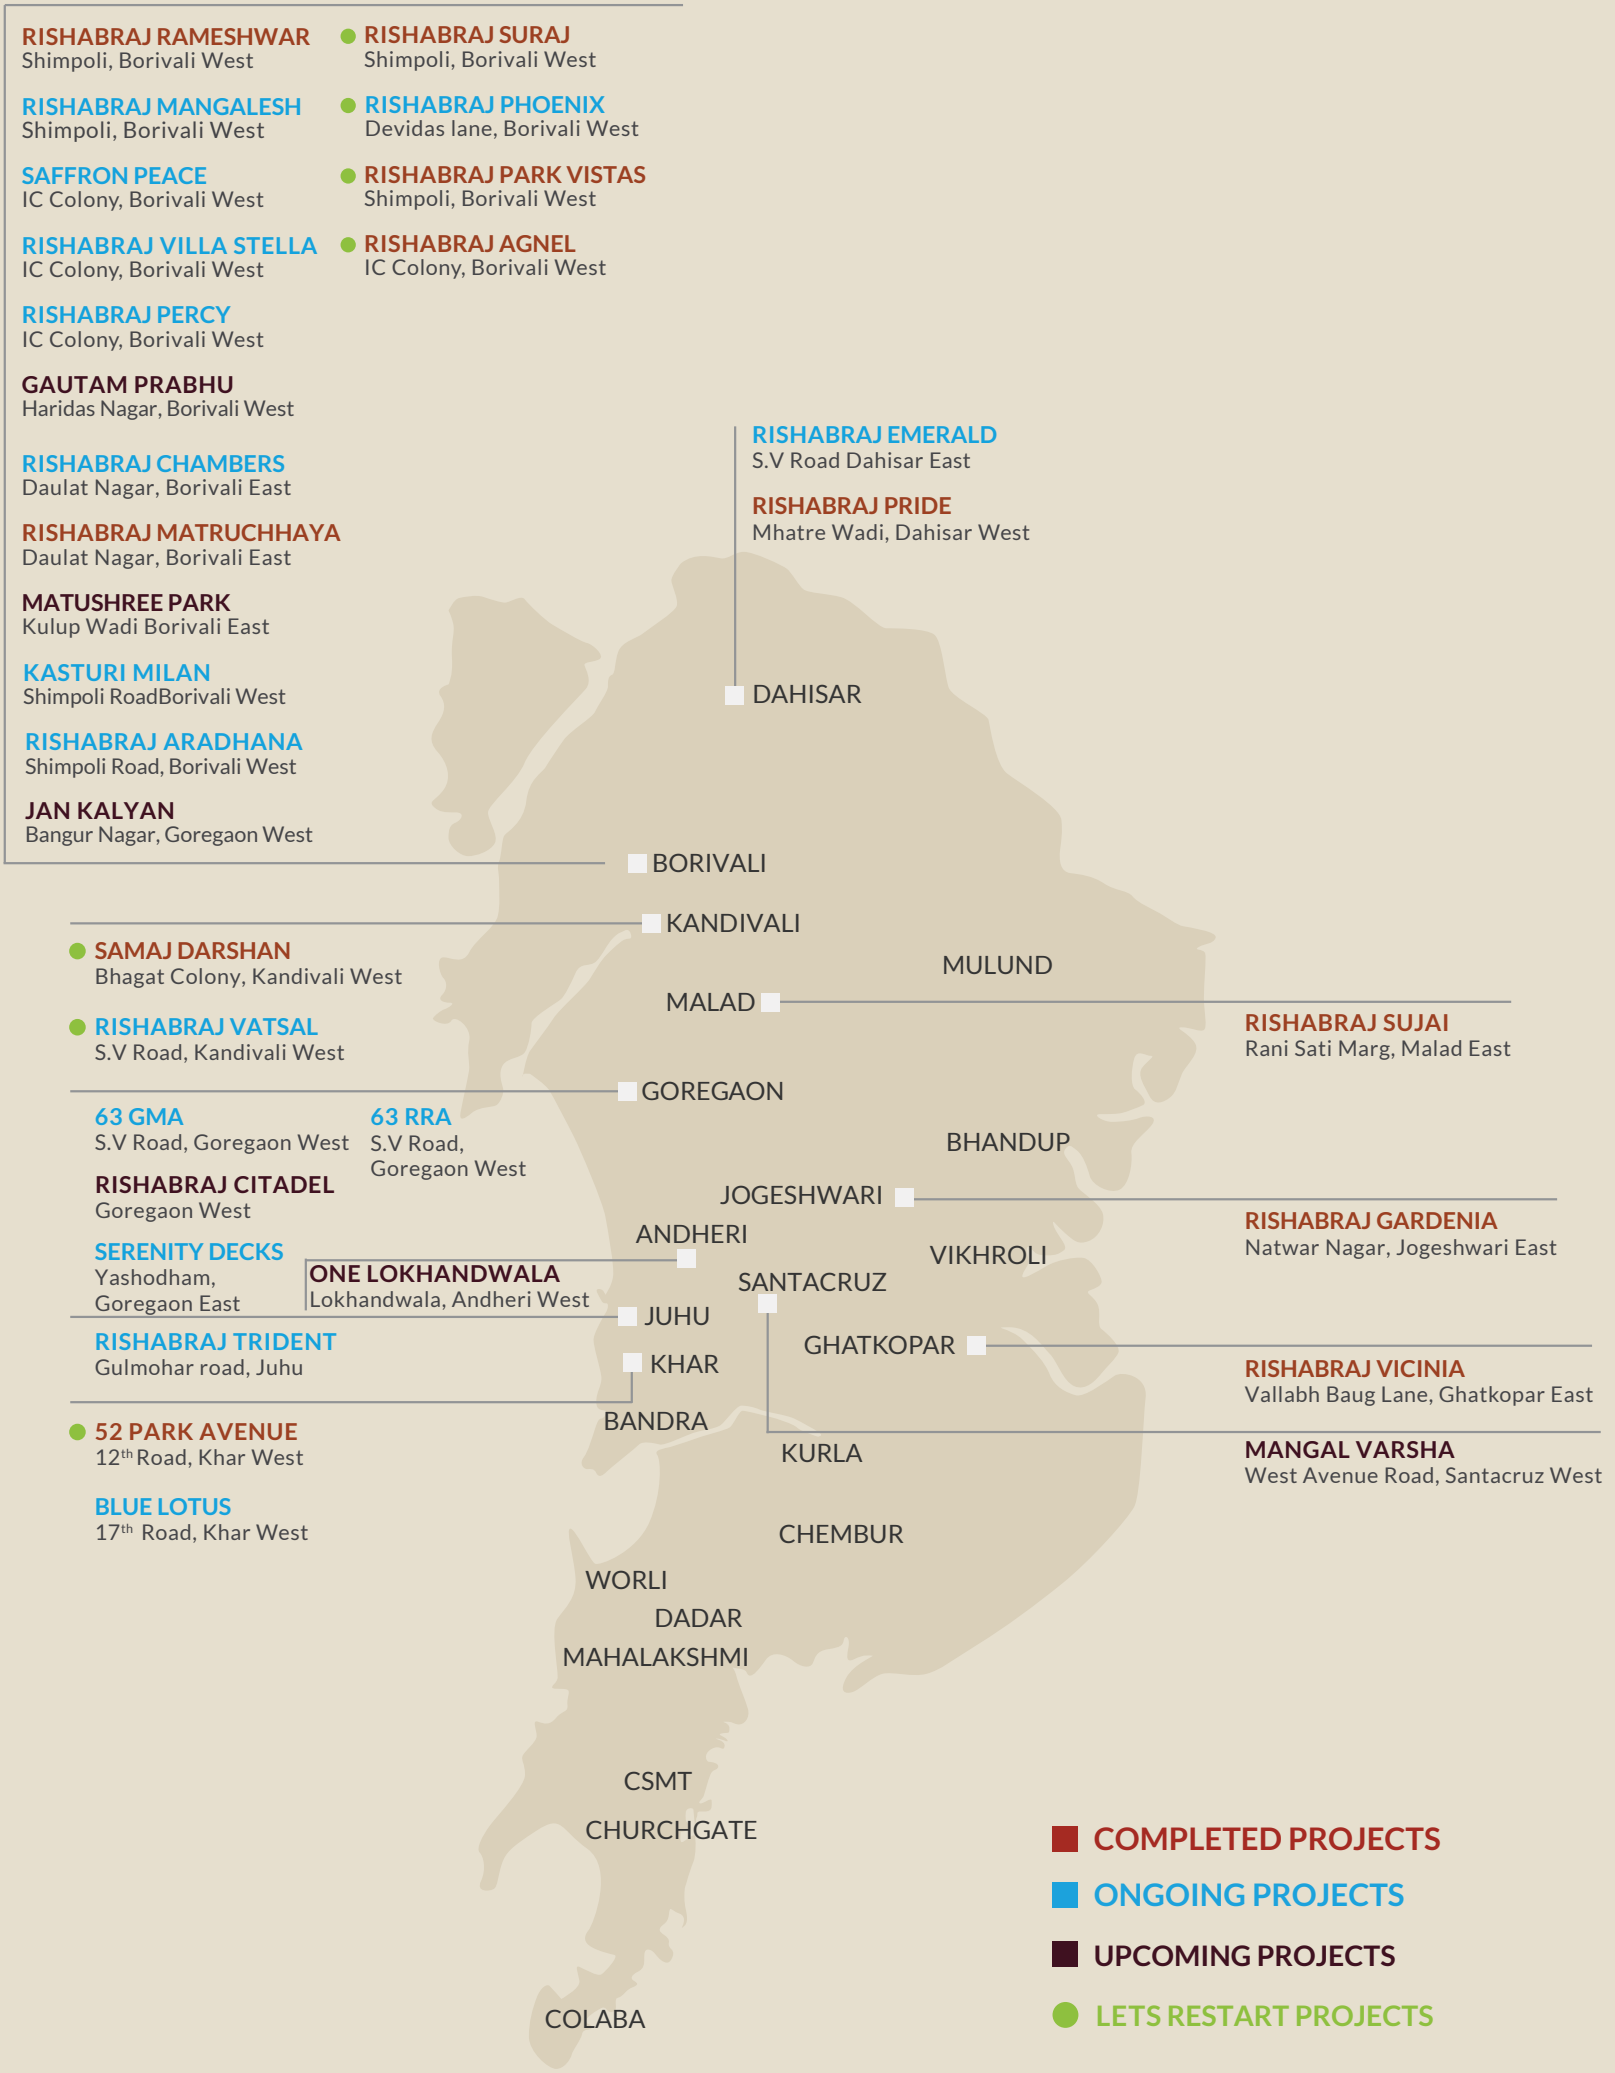 RISHABRAJ RAMESHWAR
Shimpoli, Borivali West
RISHABRAJ MANGALESH
Shimpoli, Borivali West
SAFFRON PEACE
IC Colony, Borivali West
RISHABRAJ VILLA STELLA
IC Colony, Borivali West
RISHABRAJ PERCY
IC Colony, Borivali West
GAUTAM PRABHU
Haridas Nagar, Borivali West
RISHABRAJ CHAMBERS
Daulat Nagar, Borivali East
RISHABRAJ MATRUCHHAYA
Daulat Nagar, Borivali East
MATUSHREE PARK
Kulup Wadi Borivali East
KASTURI MILAN
Shimpoli RoadBorivali West
RISHABRAJ ARADHANA
Shimpoli Road, Borivali West
JAN KALYAN
Bangur Nagar, Goregaon West
RISHABRAJ SURAJ
Shimpoli, Borivali West
RISHABRAJ PHOENIX
Devidas lane, Borivali West
RISHABRAJ PARK VISTAS
Shimpoli, Borivali West
RISHABRAJ AGNEL
IC Colony, Borivali West
RISHABRAJ EMERALD
S.V Road Dahisar East
RISHABRAJ PRIDE
Mhatre Wadi, Dahisar West
DAHISAR
BORIVALI
KANDIVALI
SAMAJ DARSHAN
Bhagat Colony, Kandivali West
RISHABRAJ VATSAL
S.V Road, Kandivali West
MULUND
MALAD
RISHABRAJ SUJAI
Rani Sati Marg, Malad East
GOREGAON
63 GMA
S.V Road, Goregaon West
63 RRA
S.V Road,
Goregaon West
RISHABRAJ CITADEL
Goregaon West
SERENITY DECKS
Yashodham,
Goregaon East
BHANDUP
JOGESHWARI
RISHABRAJ GARDENIA
Natwar Nagar, Jogeshwari East
ANDHERI
ONE LOKHANDWALA
Lokhandwala, Andheri West
VIKHROLI
SANTACRUZ
JUHU
RISHABRAJ TRIDENT
Gulmohar road, Juhu
GHATKOPAR
RISHABRAJ VICINIA
Vallabh Baug Lane, Ghatkopar East
KHAR
52 PARK AVENUE
12th Road, Khar West
BLUE LOTUS
17th Road, Khar West
BANDRA
KURLA
MANGAL VARSHA
West Avenue Road, Santacruz West
CHEMBUR
WORLI
DADAR
MAHALAKSHMI
CSMT
CHURCHGATE
COLABA
COMPLETED PROJECTS
ONGOING PROJECTS
UPCOMING PROJECTS
LETS RESTART PROJECTS